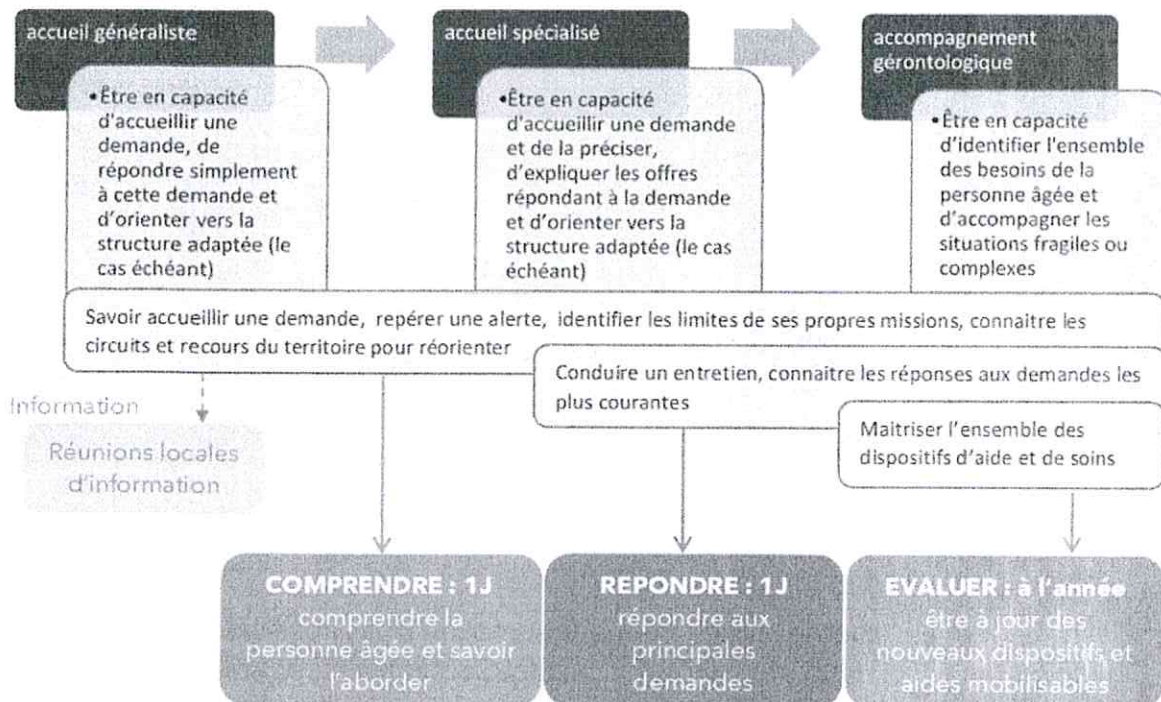 accueil généraliste
•Être en capacité
d'accueillir une
demande, de
répondre simplement
à cette demande et
d'orienter vers la
structure adaptée (le
cas échéant)
accueil spécialisé
•Être en capacité
d'accueillir une demande
et de la préciser,
d'expliquer les offres
répondant à la demande
et d'orienter vers la
structure adaptée (le cas
échéant)
accompagnement
gérontologique
•Être en capacité
d'identifier l'ensemble
des besoins de la
personne âgée et
d'accompagner les
situations fragiles ou
complexes
Savoir accueillir une demande, repérer une alerte, identifier les limites de ses propres missions, connaitre les
circuits et recours du territoire pour réorienter
Conduire un entretien, connaitre les réponses aux demandes les
plus courantes
Maitriser l'ensemble des
dispositifs d'aide et de soins
Information
Réunions locales
d'information
COMPRENDRE : 1J
comprendre la
personne âgée et savoir
l'aborder
REPONDRE : 1J
répondre aux
principales
demandes
EVALUER : à l'année
être à jour des
nouveaux dispositifs et
aides mobilisables